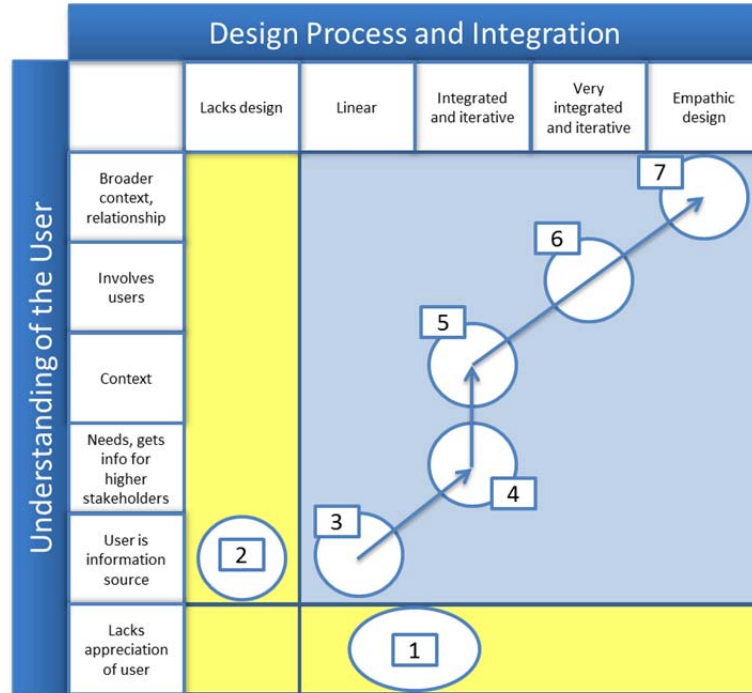 Design Process and Integration
Understanding of the User
Lacks design
Linear
Integrated
and iterative
Very
integrated
and iterative
Empathic
design
Broader
context,
relationship
7
Involves
users
6
Context
5
Needs, gets
info for
higher
stakeholders
4
User is
information
source
2
3
Lacks
appreciation
of user
1